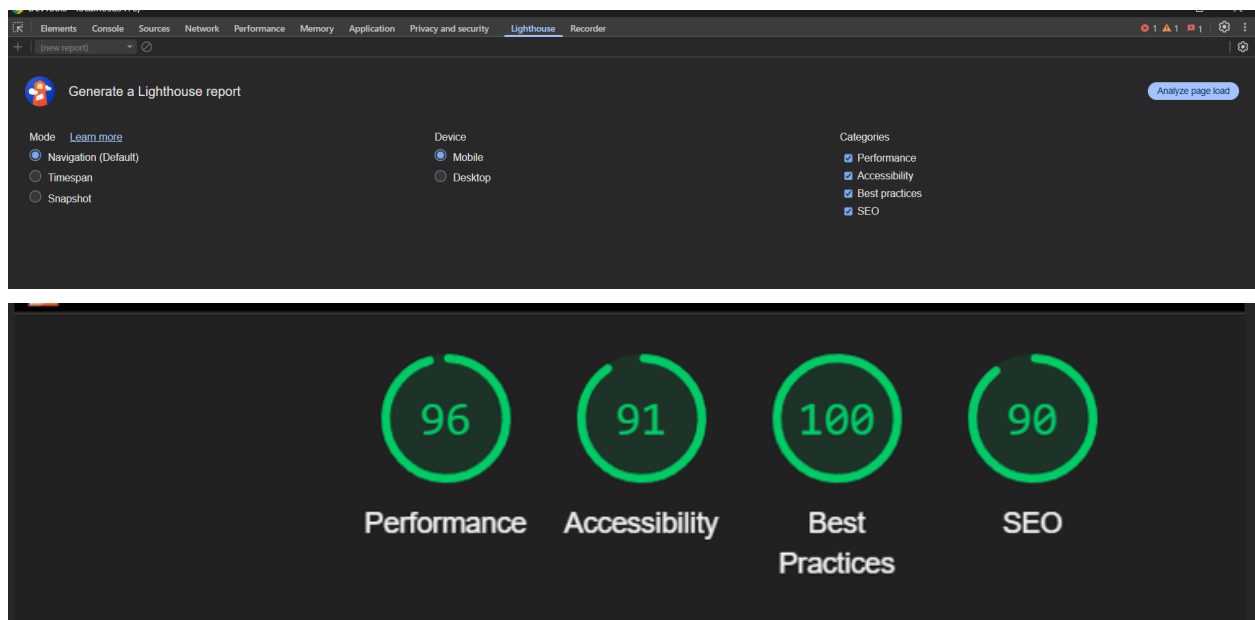 Elements Console Sources Network Performance Memory Application Privacy and security Lighthouse Recorder 1 1 1
(new report)
Generate a Lighthouse report
Analyze page load
Mode Learn more
Navigation (Default)
Timespan
Snapshot
Device
Mobile
Desktop
Categories
Performance
Accessibility
Best practices
SEO
96 91 100 90
Performance Accessibility Best SEO
Practices